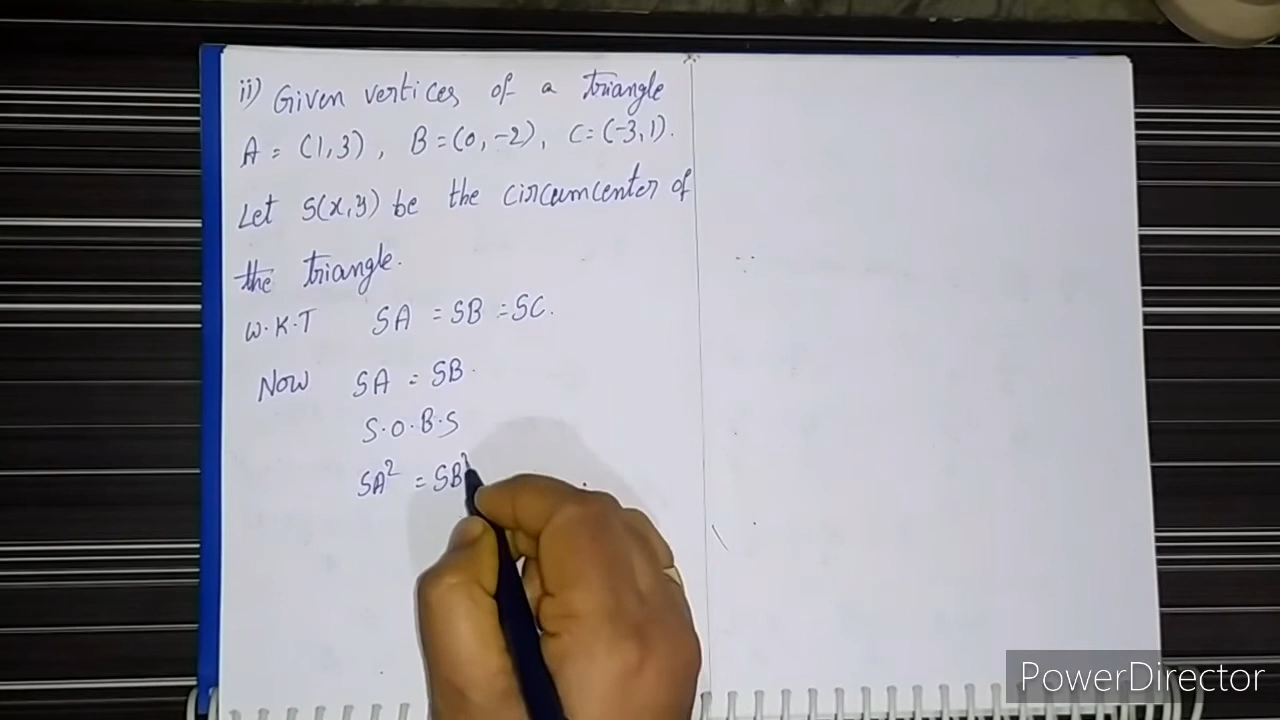 ii) Given vertices of a triangle
A = (1,3), B = (0,-2), C = (-3,1).
Let S(x,y) be the circumcenter of
the triangle.
W.K.T SA = SB = SC.
Now SA = SB.
S.O.B.S
SA² = SB²
PowerDirector